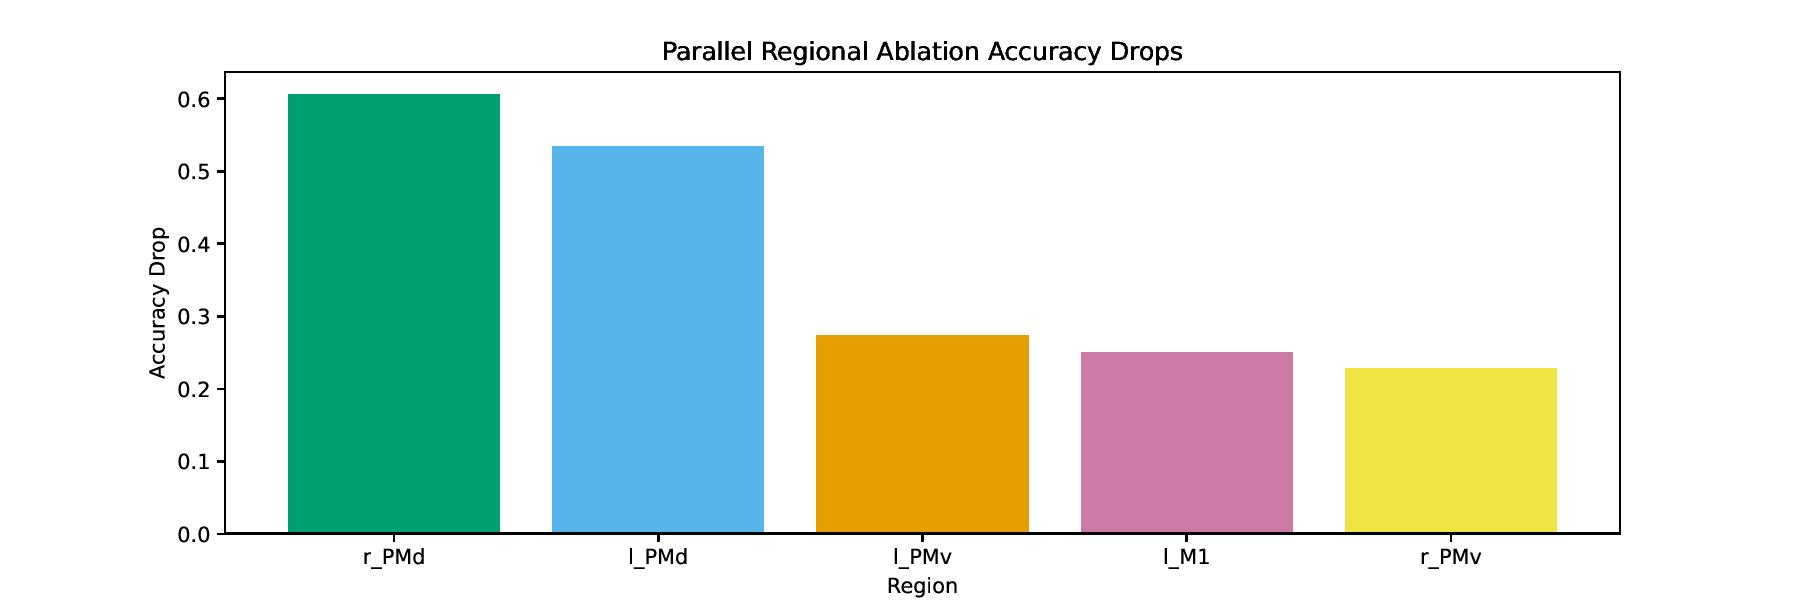 Parallel Regional Ablation Accuracy Drops
Accuracy Drop
0.6
0.5
0.4
0.3
0.2
0.1
0.0
r_PMd l_PMd l_PMv l_M1 r_PMv
Region